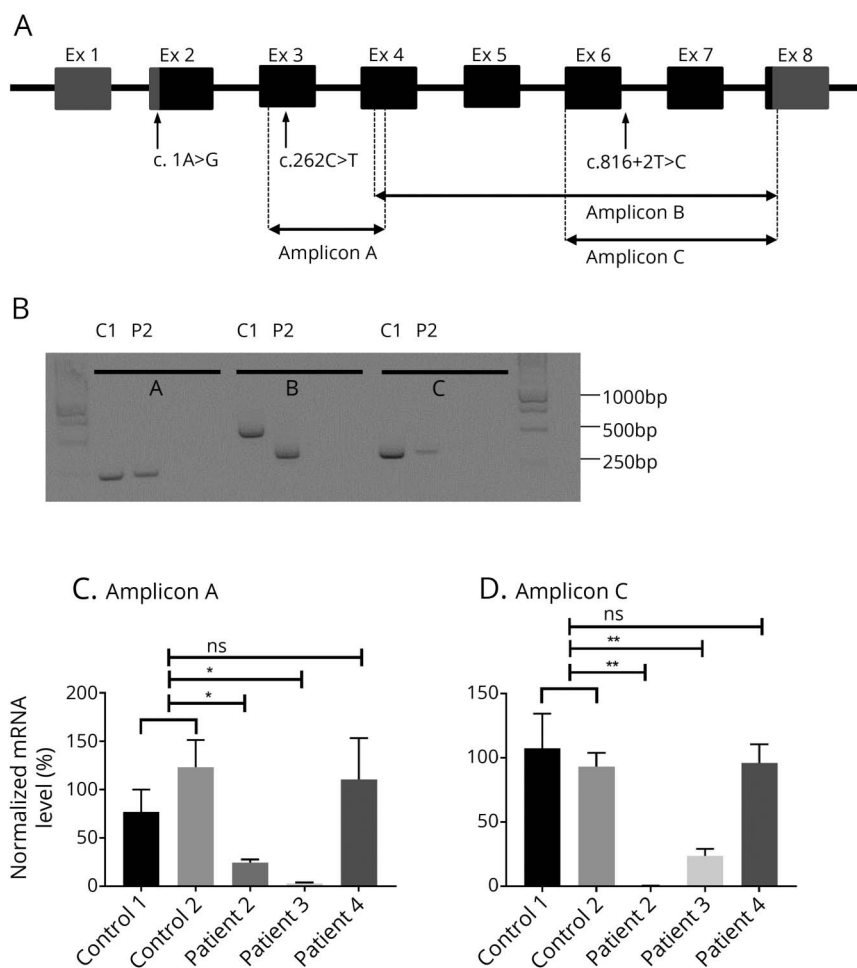 A
Ex 1 Ex 2 Ex 3 Ex 4 Ex 5 Ex 6 Ex 7 Ex 8
c. 1A>G
c.262C>T
c.816+2T>C
Amplicon B
Amplicon A
Amplicon C
B
C1 P2 C1 P2 C1 P2
A B C
1000bp
500bp
250bp
C. Amplicon A
ns
*
*
Normalized mRNA
level (%)
200
150
100
50
0
Control 1
Control 2
Patient 2
Patient 3
Patient 4
D. Amplicon C
ns
**
**
150
100
50
0
Control 1
Control 2
Patient 2
Patient 3
Patient 4